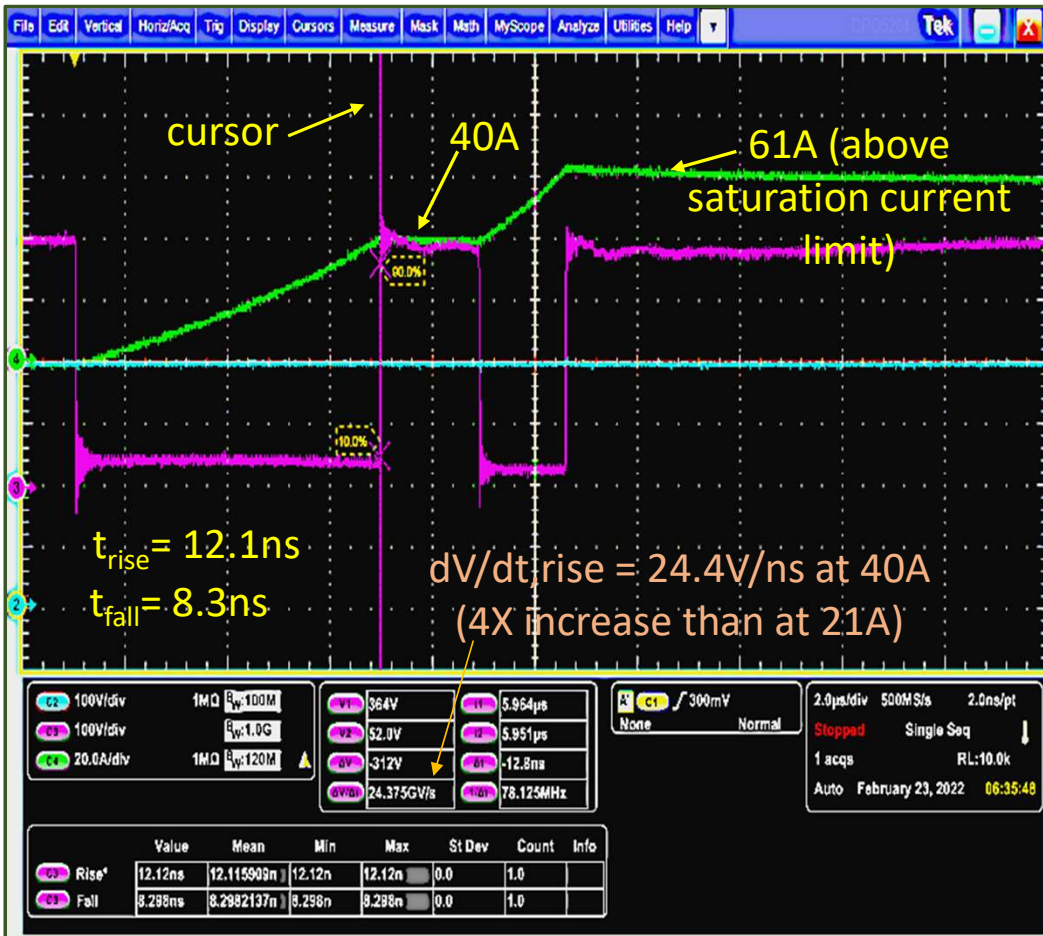 File Edit Vertical Horiz/Acq Trig Display Cursors Measure Mask Math MyScope Analyze Utilities Help Tek X
cursor
40A
61A (above
saturation current
limit)
90.0%
4
10.0%
3
trise= 12.1ns
tfall= 8.3ns
dV/dt,rise = 24.4V/ns at 40A
(4X increase than at 21A)
2
C2 100V/div 1MΩ BW:100M
C3 100V/div BW:1.0G
C4 20.0A/div 1MΩ BW:120M
V1 364V t1 5.964µs
V2 52.0V t2 5.951µs
ΔV -312V Δt -12.8ns
ΔV/Δt 24.375GV/s 1/Δt 78.125MHz
A' C1 / 300mV
None Normal
2.0µs/div 500MS/s 2.0ns/pt
Stopped Single Seq
1 acqs RL:10.0k
Auto February 23, 2022 06:35:48
Value Mean Min Max St Dev Count Info
C3 Rise* 12.12ns 12.115909n 12.12n 12.12n 0.0 1.0
C3 Fall 8.298ns 8.2982137n 8.298n 8.298n 0.0 1.0